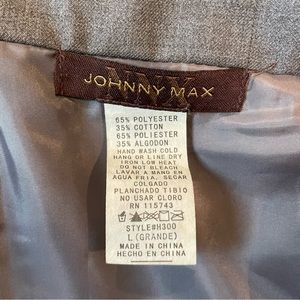 NYX
JOHNNY MAX
65% POLYESTER
35% COTTON
65% POLIESTER
35% ALGODON
HAND WASH COLD
HANG OR LINE DRY
IRON LOW HEAT
DO NOT BLEACH
LAVAR A MANO EN
AGUA FRIA, SECAR
COLGADO
PLANCHADO TIBIO
NO USAR CLORO
RN 115743
STYLE#H300
L (GRANDE)
MADE IN CHINA
HECHO EN CHINA